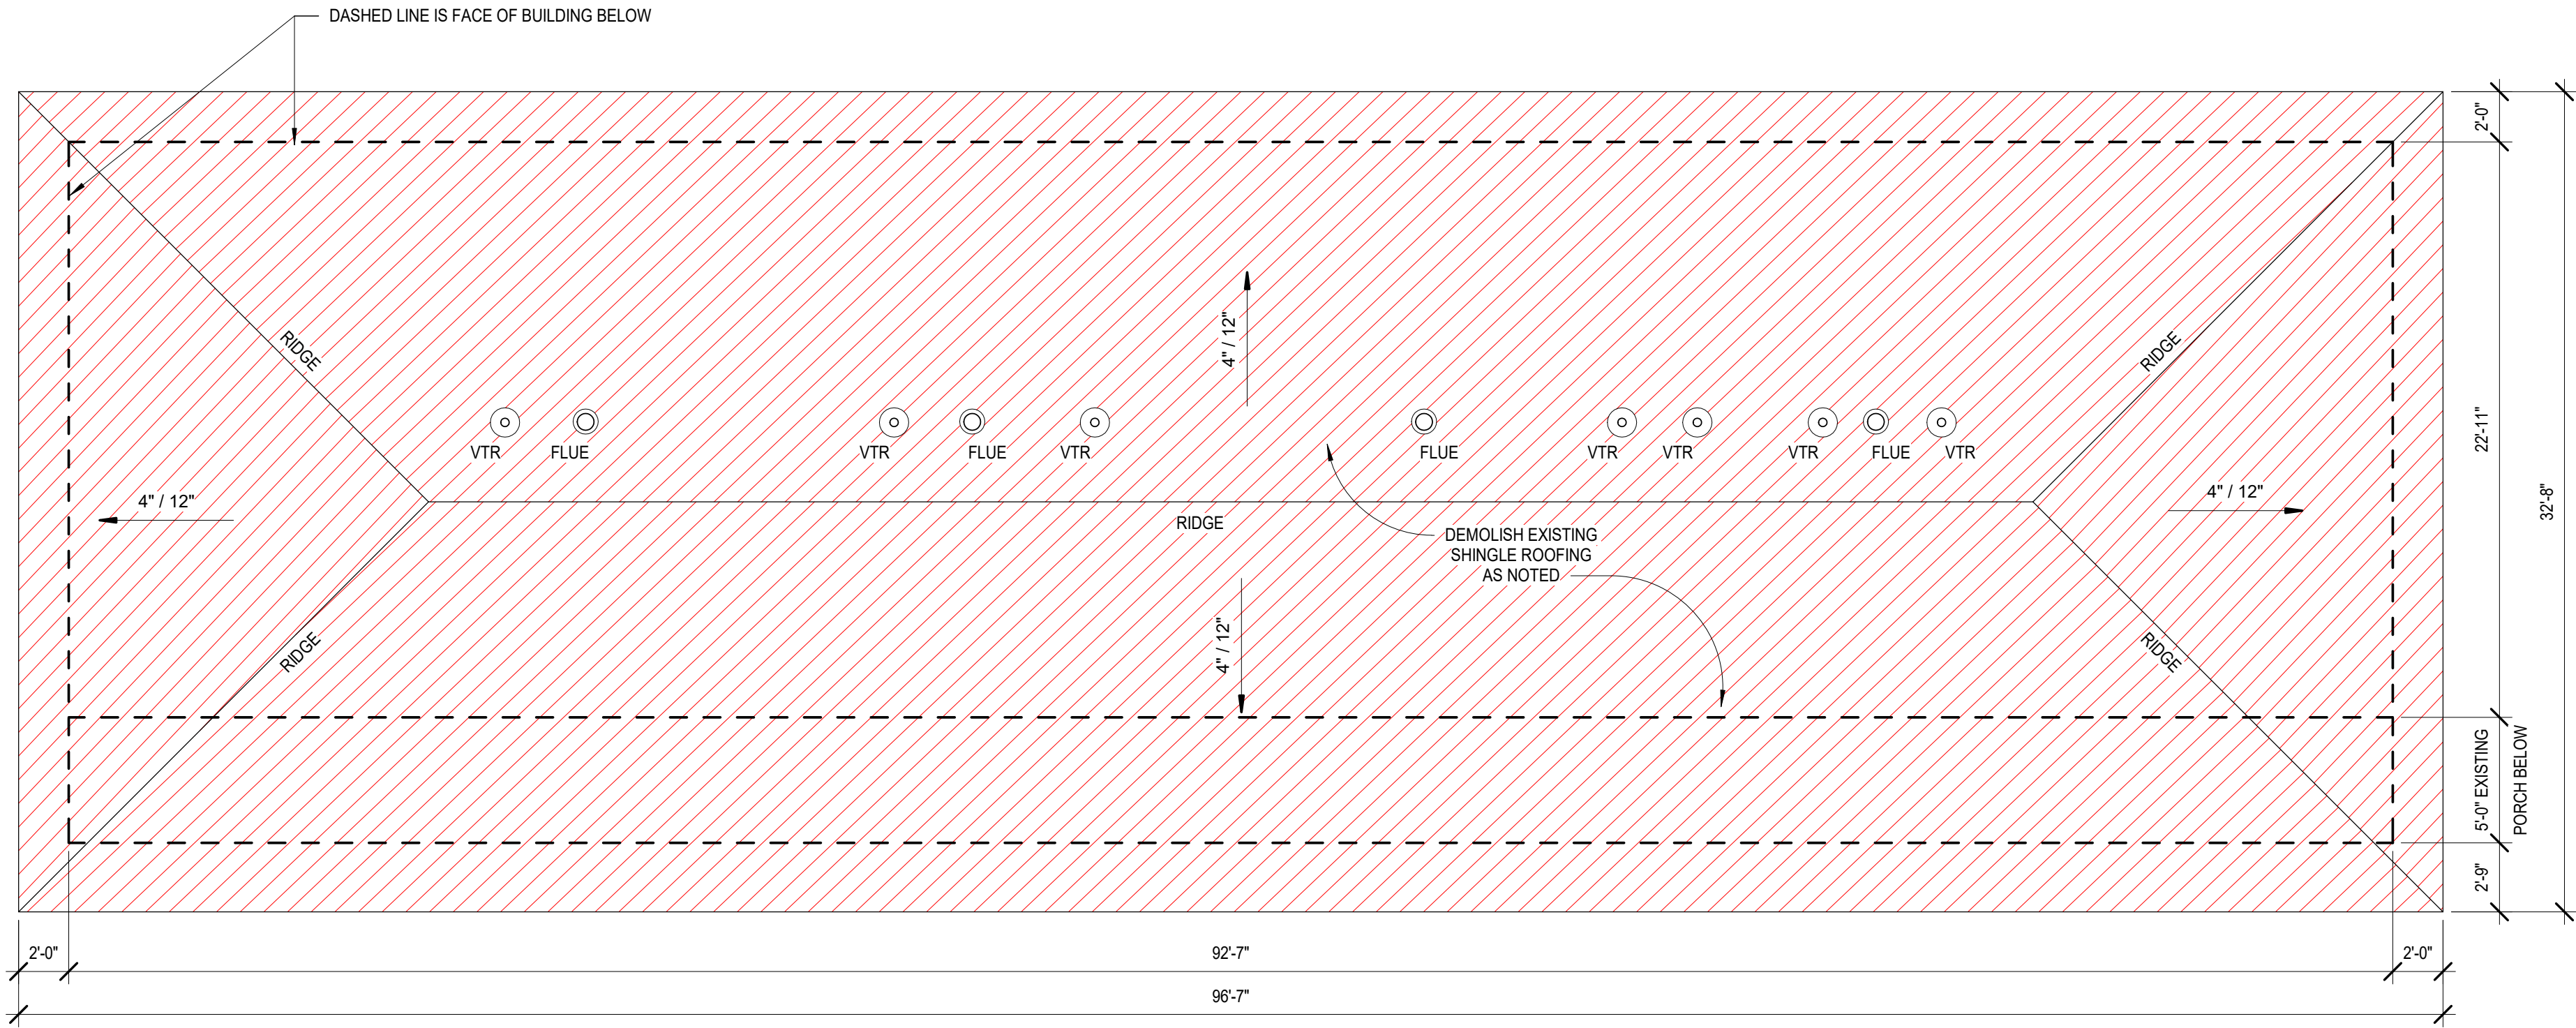 DASHED LINE IS FACE OF BUILDING BELOW
2'-0"
RIDGE
4" / 12"
RIDGE
22'-11"
32'-8"
VTR
FLUE
VTR
FLUE
VTR
FLUE
VTR
VTR
VTR
FLUE
VTR
4" / 12"
4" / 12"
RIDGE
DEMOLISH EXISTING
SHINGLE ROOFING
AS NOTED
4" / 12"
RIDGE
RIDGE
5'-0" EXISTING
PORCH BELOW
2'-9"
2'-0"
92'-7"
2'-0"
96'-7"